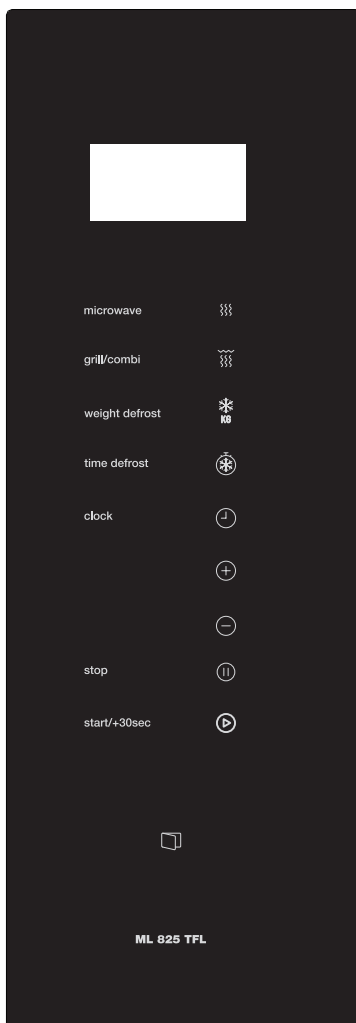 microwave
grill/combi
weight defrost
KG
time defrost
clock
stop
start/+30sec
ML 825 TFL